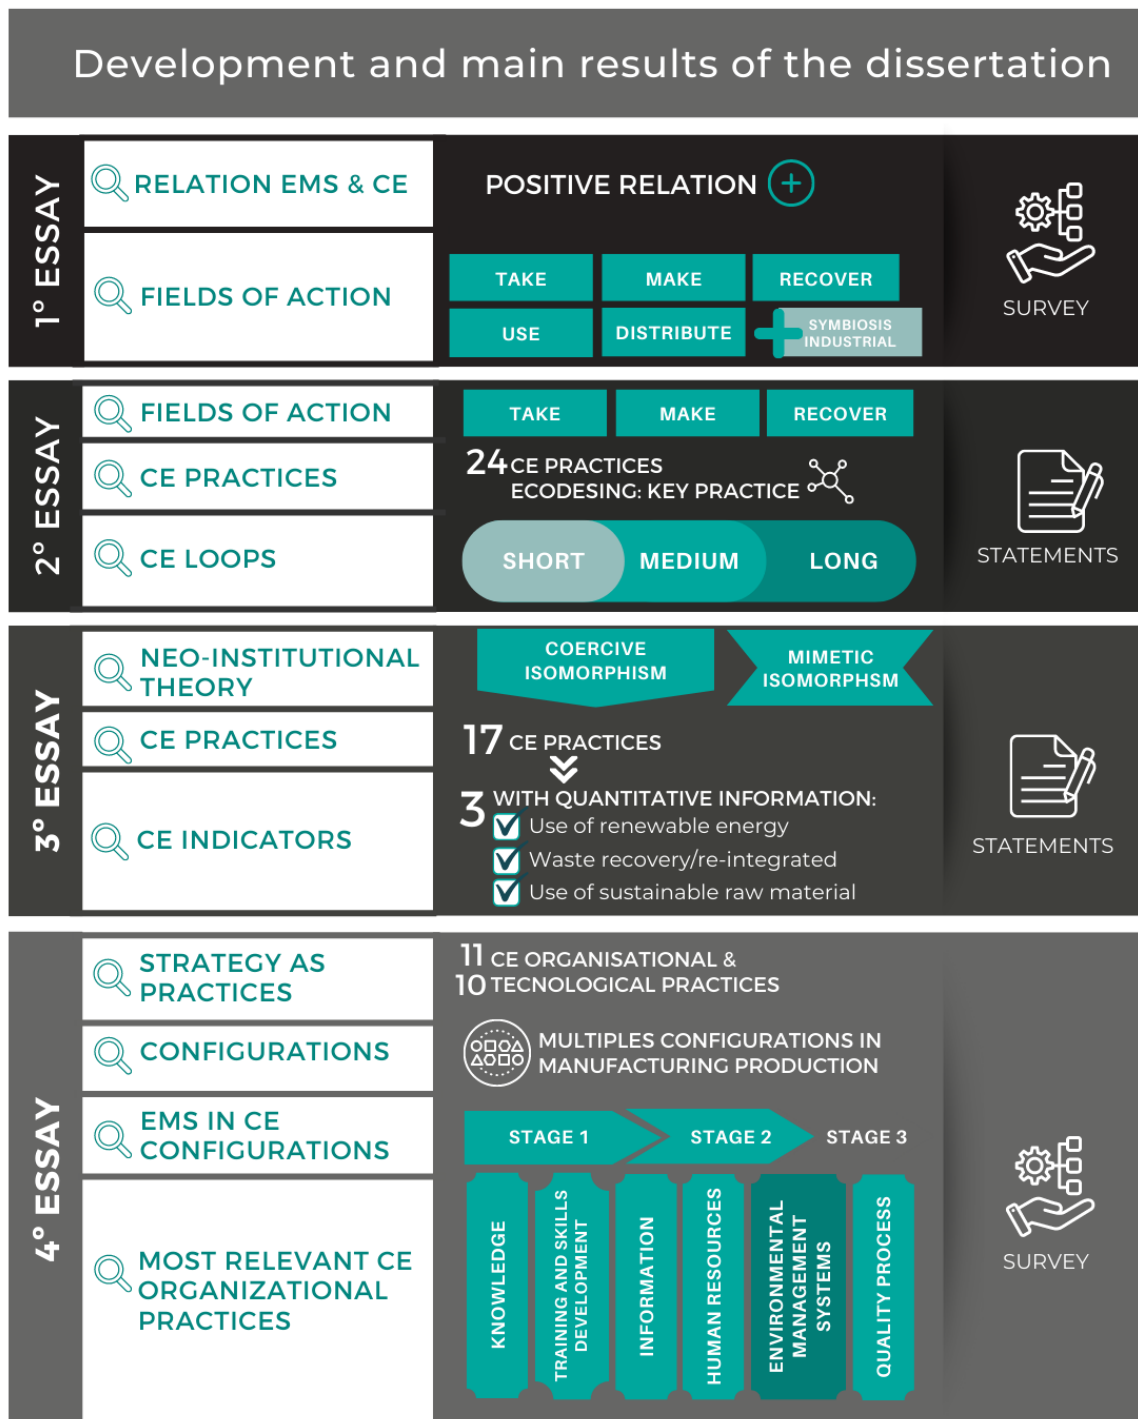 Development and main results of the dissertation
1° ESSAY
RELATION EMS & CE
POSITIVE RELATION
FIELDS OF ACTION
TAKE
MAKE
RECOVER
USE
DISTRIBUTE
SYMBIOSIS
INDUSTRIAL
SURVEY
2° ESSAY
FIELDS OF ACTION
TAKE
MAKE
RECOVER
CE PRACTICES
24 CE PRACTICES
ECODESING: KEY PRACTICE
CE LOOPS
SHORT
MEDIUM
LONG
STATEMENTS
3° ESSAY
NEO-INSTITUTIONAL
THEORY
COERCIVE
ISOMORPHISM
MIMETIC
ISOMORPHSM
CE PRACTICES
17 CE PRACTICES
CE INDICATORS
3 WITH QUANTITATIVE INFORMATION:
Use of renewable energy
Waste recovery/re-integrated
Use of sustainable raw material
STATEMENTS
4° ESSAY
STRATEGY AS
PRACTICES
11 CE ORGANISATIONAL &
10 TECNOLOGICAL PRACTICES
CONFIGURATIONS
MULTIPLES CONFIGURATIONS IN
MANUFACTURING PRODUCTION
EMS IN CE
CONFIGURATIONS
STAGE 1
STAGE 2
STAGE 3
MOST RELEVANT CE
ORGANIZATIONAL
PRACTICES
KNOWLEDGE
TRAINING AND SKILLS
DEVELOPMENT
INFORMATION
HUMAN RESOURCES
ENVIRONMENTAL
MANAGEMENT
SYSTEMS
QUALITY PROCESS
SURVEY